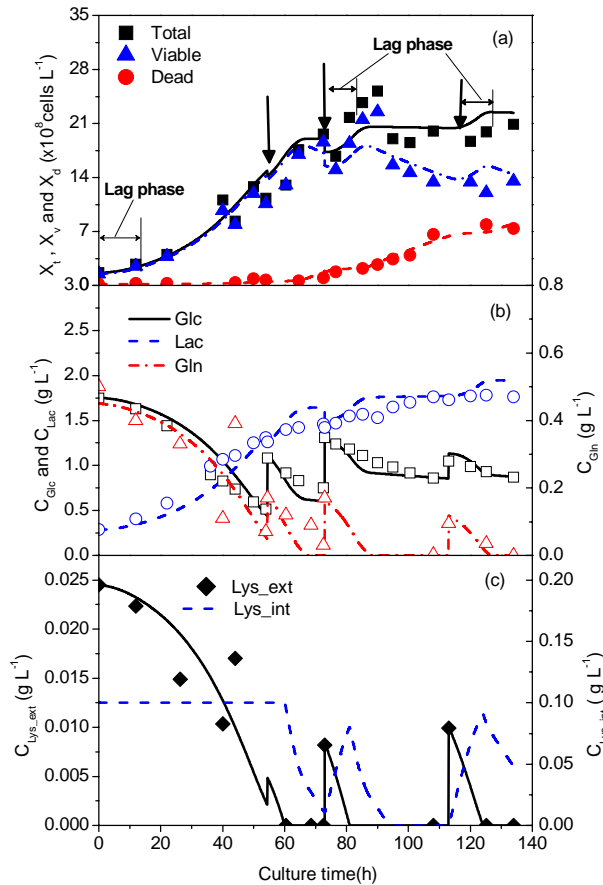 (a)
Total
Viable
Dead
Lag phase
Lag phase
X_t , X_v and X_d (x10^8 cells L^-1)
35
28
21
14
7
3.0
0.8
(b)
Glc
Lac
Gln
C_Glc and C_Lac (g L^-1)
2.5
2.0
1.5
1.0
0.5
0.0
C_Gln (g L^-1)
0.6
0.4
0.2
0.0
(c)
Lys_ext
Lys_int
C_Lys_ext (g L^-1)
0.025
0.020
0.015
0.010
0.005
0.000
(g L^-1)
0.20
0.15
0.10
0.05
0.00
0 20 40 60 80 100 120 140
Culture time(h)